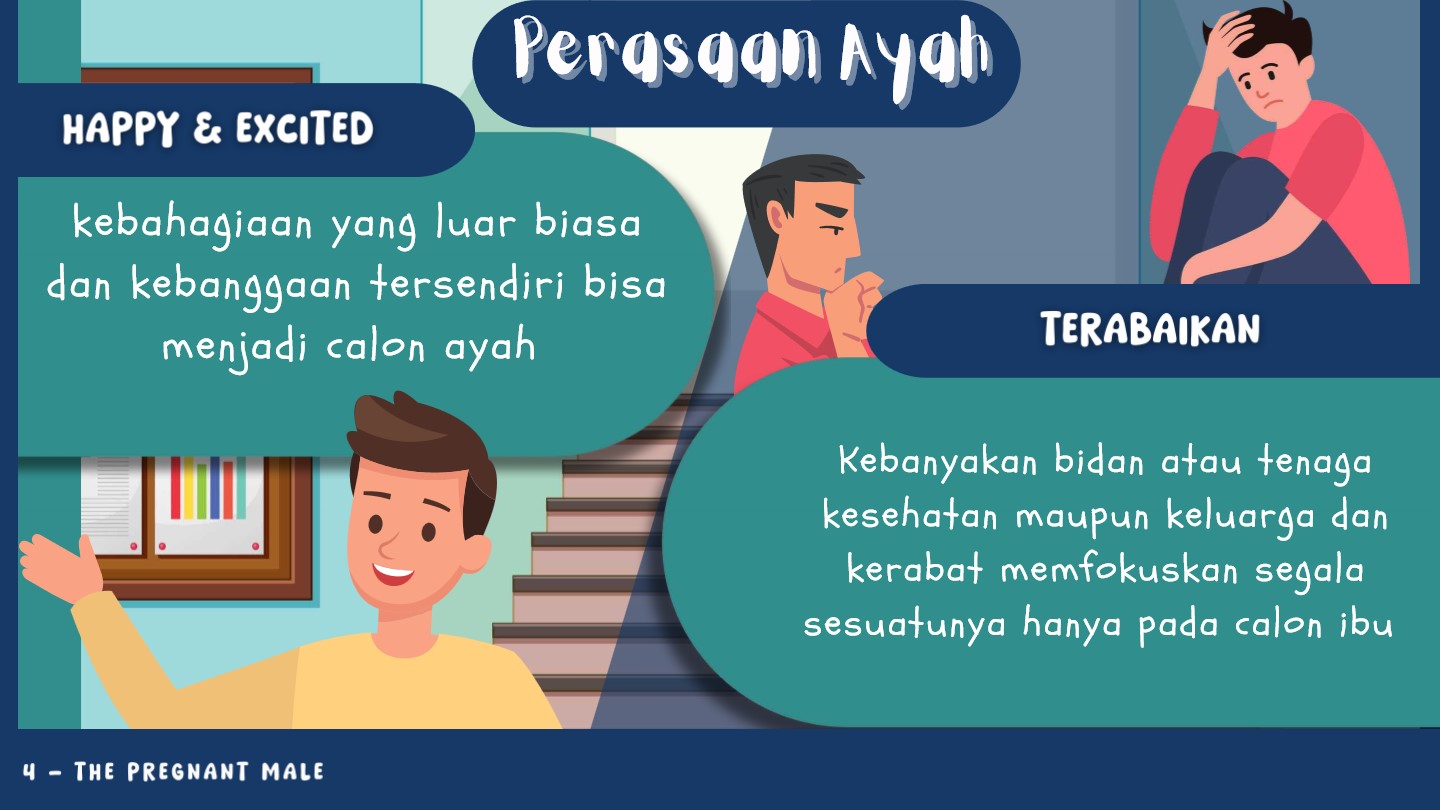 Perasaan Ayah
HAPPY & EXCITED
kebahagiaan yang luar biasa
dan kebanggaan tersendiri bisa
menjadi calon ayah
TERABAIKAN
Kebanyakan bidan atau tenaga
kesehatan maupun keluarga dan
kerabat memfokuskan segala
sesuatunya hanya pada calon ibu
4 - THE PREGNANT MALE